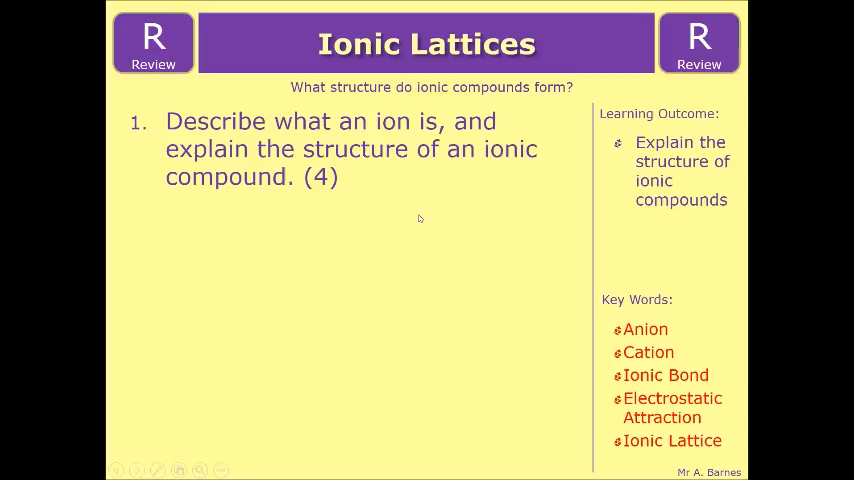 R
Review
Ionic Lattices
R
Review
What structure do ionic compounds form?
1. Describe what an ion is, and
explain the structure of an ionic
compound. (4)
Learning Outcome:
Explain the
structure of
ionic
compounds
Key Words:
Anion
Cation
Ionic Bond
Electrostatic
Attraction
Ionic Lattice
Mr A. Barnes